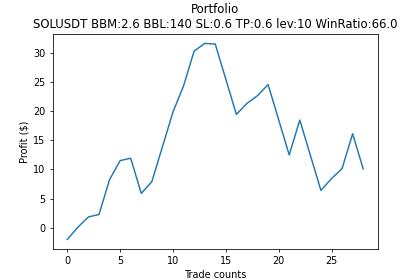 Portfolio
SOLUSDT BBM:2.6 BBL:140 SL:0.6 TP:0.6 lev:10 WinRatio:66.0
Profit ($)
30
25
20
15
10
5
0
0 5 10 15 20 25
Trade counts